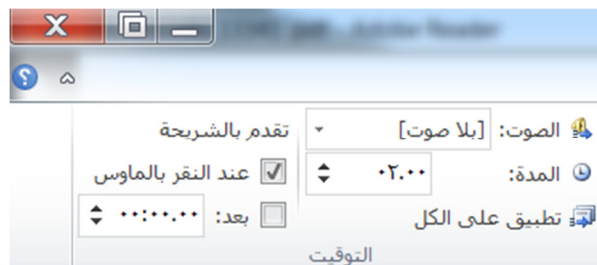 Adobe Reader
الصوت: [بلا صوت]
المدة: ٠٢.٠٠
تطبيق على الكل
تقدم بالشريحة
عند النقر بالماوس
بعد: ٠٠:٠٠.٠٠
التوقيت